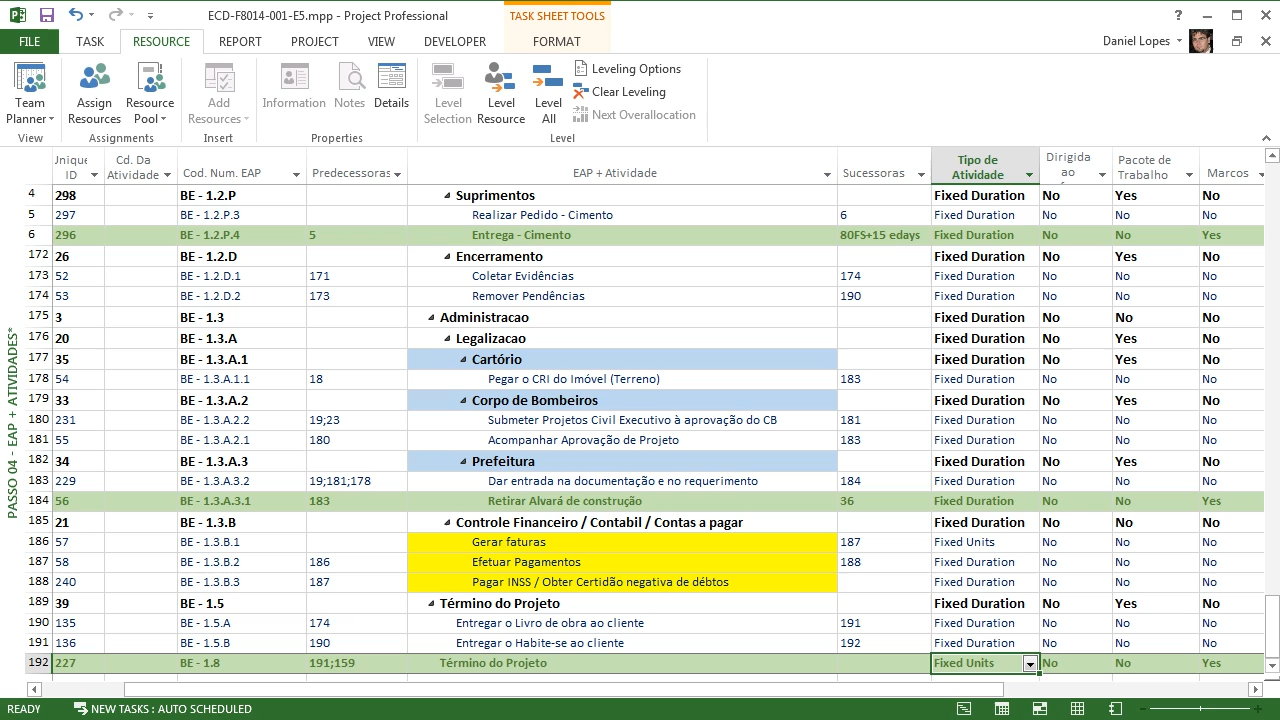 ECD-F8014-001-E5.mpp - Project Professional
TASK SHEET TOOLS
FILE TASK RESOURCE REPORT PROJECT VIEW DEVELOPER FORMAT
Daniel Lopes
Team Planner
Assign Resources
Resource Pool
Add Resources
Information
Notes
Details
Level Selection
Level Resource
Level All
Leveling Options
Clear Leveling
Next Overallocation
View Assignments Insert Properties Level
ID Cd. Da Atividade Cod. Num. EAP Predecessoras EAP + Atividade Sucessoras Tipo de Atividade Dirigida ao Pacote de Trabalho Marcos
4 298 BE - 1.2.P Suprimentos Fixed Duration No Yes No
5 297 BE - 1.2.P.3 Realizar Pedido - Cimento 6 Fixed Duration No No No
6 296 BE - 1.2.P.4 5 Entrega - Cimento 80FS+15 edays Fixed Duration No No Yes
172 26 BE - 1.2.D Encerramento Fixed Duration No Yes No
173 52 BE - 1.2.D.1 171 Coletar Evidências 174 Fixed Duration No No No
174 53 BE - 1.2.D.2 173 Remover Pendências 190 Fixed Duration No No No
175 3 BE - 1.3 Administracao Fixed Duration No No No
176 20 BE - 1.3.A Legalizacao Fixed Duration No Yes No
177 35 BE - 1.3.A.1 Cartório Fixed Duration No Yes No
178 54 BE - 1.3.A.1.1 18 Pegar o CRI do Imóvel (Terreno) 183 Fixed Duration No No No
179 33 BE - 1.3.A.2 Corpo de Bombeiros Fixed Duration No Yes No
180 231 BE - 1.3.A.2.2 19;23 Submeter Projetos Civil Executivo à aprovação do CB 181 Fixed Duration No No No
181 55 BE - 1.3.A.2.1 180 Acompanhar Aprovação de Projeto 183 Fixed Duration No No No
182 34 BE - 1.3.A.3 Prefeitura Fixed Duration No Yes No
183 229 BE - 1.3.A.3.2 19;181;178 Dar entrada na documentação e no requerimento 184 Fixed Duration No No No
184 56 BE - 1.3.A.3.1 183 Retirar Alvará de construção 36 Fixed Duration No No Yes
185 21 BE - 1.3.B Controle Financeiro / Contabil / Contas a pagar Fixed Duration No No No
186 57 BE - 1.3.B.1 Gerar faturas 187 Fixed Units No No No
187 58 BE - 1.3.B.2 186 Efetuar Pagamentos 188 Fixed Duration No No No
188 240 BE - 1.3.B.3 187 Pagar INSS / Obter Certidão negativa de débtos Fixed Duration No No No
189 39 BE - 1.5 Término do Projeto Fixed Duration No Yes No
190 135 BE - 1.5.A 174 Entregar o Livro de obra ao cliente 191 Fixed Duration No No No
191 136 BE - 1.5.B 190 Entregar o Habite-se ao cliente 192 Fixed Duration No No No
192 227 BE - 1.8 191;159 Término do Projeto Fixed Units No No Yes
PASSO 04 - EAP + ATIVIDADES*
READY NEW TASKS : AUTO SCHEDULED